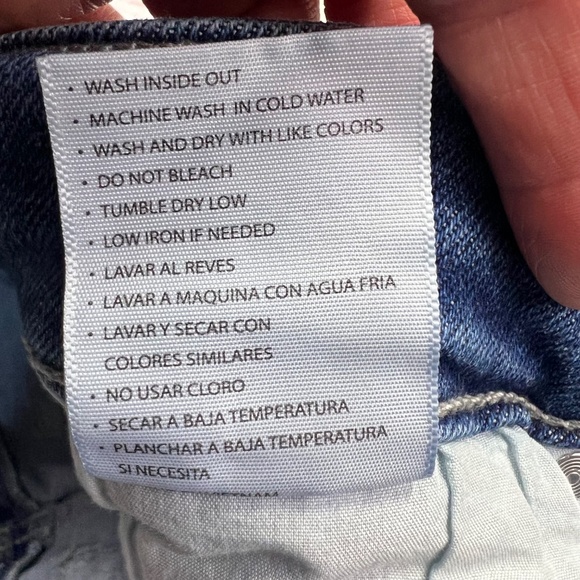 • WASH INSIDE OUT
• MACHINE WASH IN COLD WATER
• WASH AND DRY WITH LIKE COLORS
• DO NOT BLEACH
• TUMBLE DRY LOW
• LOW IRON IF NEEDED
• LAVAR AL REVES
• LAVAR A MAQUINA CON AGUA FRIA
• LAVAR Y SECAR CON
COLORES SIMILARES
• NO USAR CLORO
• SECAR A BAJA TEMPERATURA
• PLANCHAR A BAJA TEMPERATURA
SI NECESITA